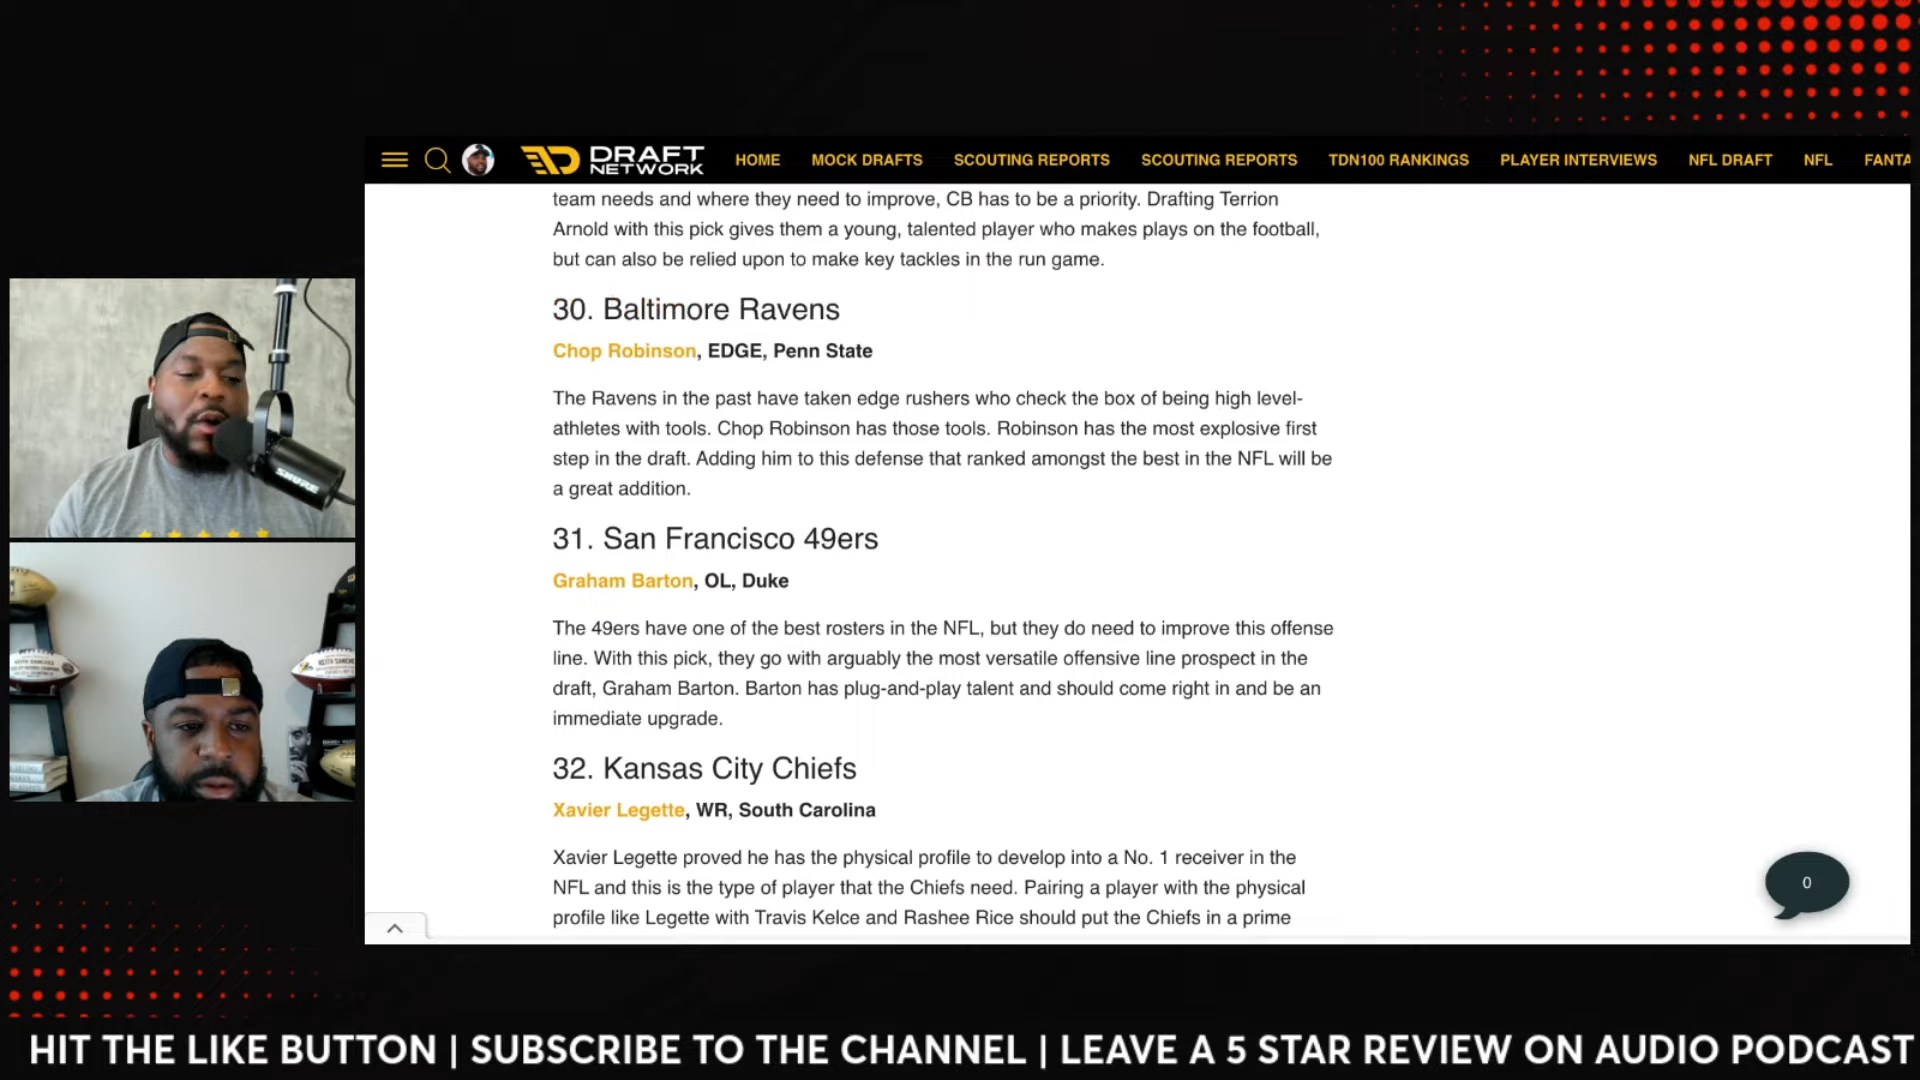 DRAFT NETWORK
HOME MOCK DRAFTS SCOUTING REPORTS SCOUTING REPORTS TDN100 RANKINGS PLAYER INTERVIEWS NFL DRAFT NFL FANTA
team needs and where they need to improve, CB has to be a priority. Drafting Terrion
Arnold with this pick gives them a young, talented player who makes plays on the football,
but can also be relied upon to make key tackles in the run game.
30. Baltimore Ravens
Chop Robinson, EDGE, Penn State
The Ravens in the past have taken edge rushers who check the box of being high level-
athletes with tools. Chop Robinson has those tools. Robinson has the most explosive first
step in the draft. Adding him to this defense that ranked amongst the best in the NFL will be
a great addition.
31. San Francisco 49ers
Graham Barton, OL, Duke
The 49ers have one of the best rosters in the NFL, but they do need to improve this offense
line. With this pick, they go with arguably the most versatile offensive line prospect in the
draft, Graham Barton. Barton has plug-and-play talent and should come right in and be an
immediate upgrade.
32. Kansas City Chiefs
Xavier Legette, WR, South Carolina
Xavier Legette proved he has the physical profile to develop into a No. 1 receiver in the
NFL and this is the type of player that the Chiefs need. Pairing a player with the physical
profile like Legette with Travis Kelce and Rashee Rice should put the Chiefs in a prime
0
SHURE
HIT THE LIKE BUTTON | SUBSCRIBE TO THE CHANNEL | LEAVE A 5 STAR REVIEW ON AUDIO PODCAST